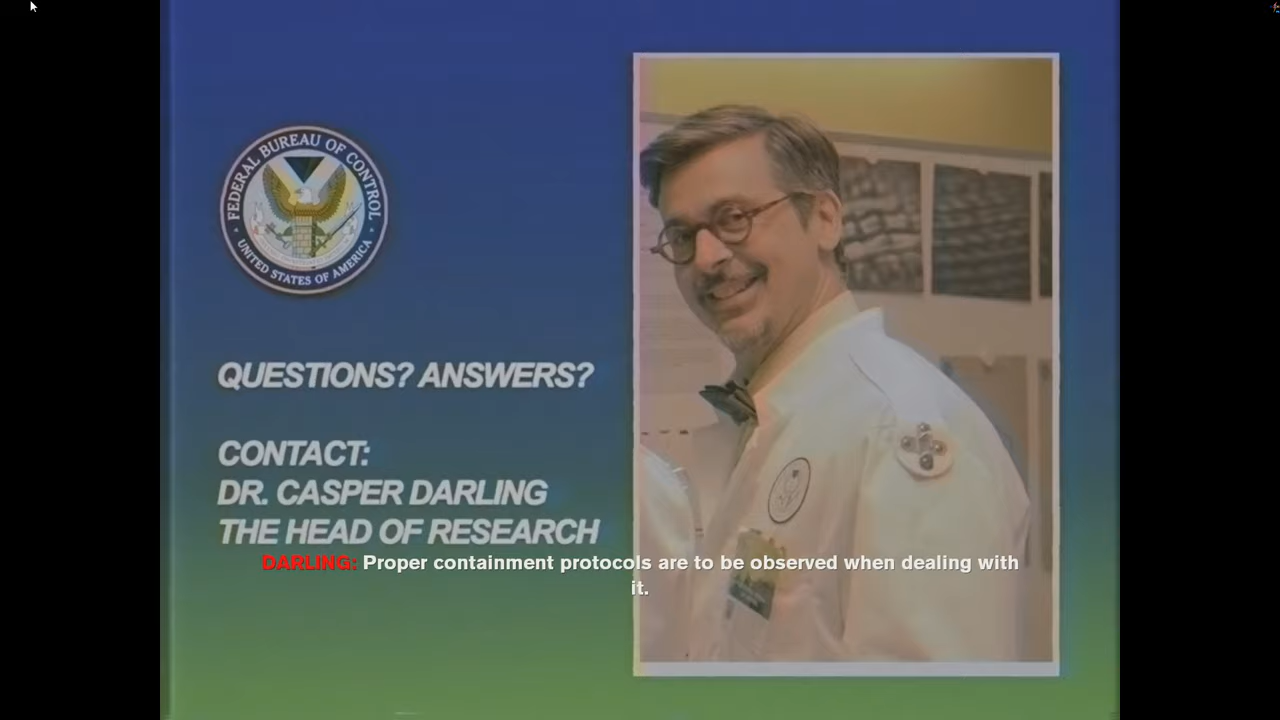 FEDERAL BUREAU OF CONTROL
UNITED STATES OF AMERICA
QUESTIONS? ANSWERS?
CONTACT:
DR. CASPER DARLING
THE HEAD OF RESEARCH
DARLING: Proper containment protocols are to be observed when dealing with
it.